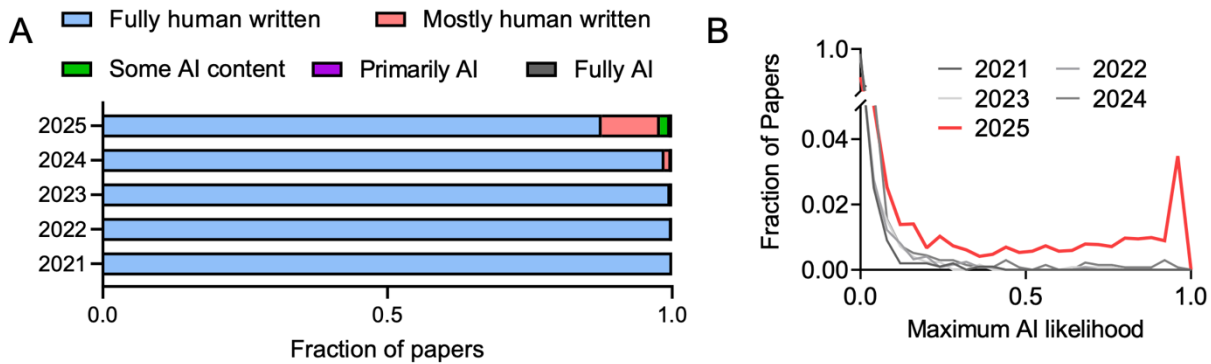 A
Fully human written
Mostly human written
Some AI content
Primarily AI
Fully AI
2025
2024
2023
2022
2021
0.0
0.5
1.0
Fraction of papers
B
1.0
0.04
0.02
0.00
Fraction of Papers
2021
2022
2023
2024
2025
0.0
0.5
1.0
Maximum AI likelihood